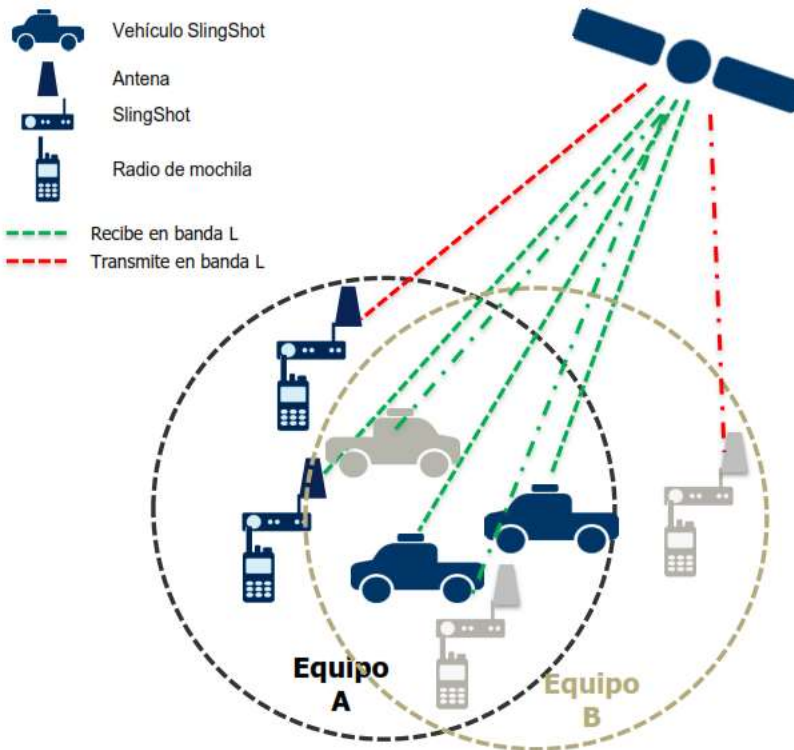 Vehículo SlingShot
Antena
SlingShot
Radio de mochila
Recibe en banda L
Transmite en banda L
Equipo
A
Equipo
B